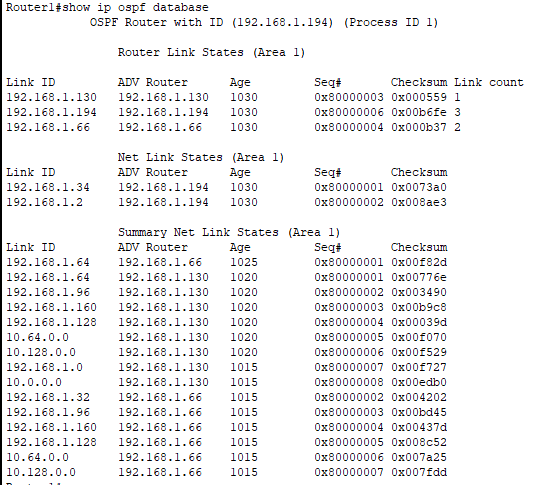 Router1#show ip ospf database
OSPF Router with ID (192.168.1.194) (Process ID 1)
Router Link States (Area 1)
Link ID ADV Router Age Seq# Checksum Link count
192.168.1.130 192.168.1.130 1030 0x80000003 0x000559 1
192.168.1.194 192.168.1.194 1030 0x80000006 0x00b6fe 3
192.168.1.66 192.168.1.66 1030 0x80000004 0x000b37 2
Net Link States (Area 1)
Link ID ADV Router Age Seq# Checksum
192.168.1.34 192.168.1.194 1030 0x80000001 0x0073a0
192.168.1.2 192.168.1.194 1030 0x80000002 0x008ae3
Summary Net Link States (Area 1)
Link ID ADV Router Age Seq# Checksum
192.168.1.64 192.168.1.66 1025 0x80000001 0x00f82d
192.168.1.64 192.168.1.130 1020 0x80000001 0x00776e
192.168.1.96 192.168.1.130 1020 0x80000002 0x003490
192.168.1.160 192.168.1.130 1020 0x80000003 0x00b9c8
192.168.1.128 192.168.1.130 1020 0x80000004 0x00039d
10.64.0.0 192.168.1.130 1020 0x80000005 0x00f070
10.128.0.0 192.168.1.130 1020 0x80000006 0x00f529
192.168.1.0 192.168.1.130 1015 0x80000007 0x00f727
10.0.0.0 192.168.1.130 1015 0x80000008 0x00edb0
192.168.1.32 192.168.1.66 1015 0x80000002 0x004202
192.168.1.96 192.168.1.66 1015 0x80000003 0x00bd45
192.168.1.160 192.168.1.66 1015 0x80000004 0x00437d
192.168.1.128 192.168.1.66 1015 0x80000005 0x008c52
10.64.0.0 192.168.1.66 1015 0x80000006 0x007a25
10.128.0.0 192.168.1.66 1015 0x80000007 0x007fdd